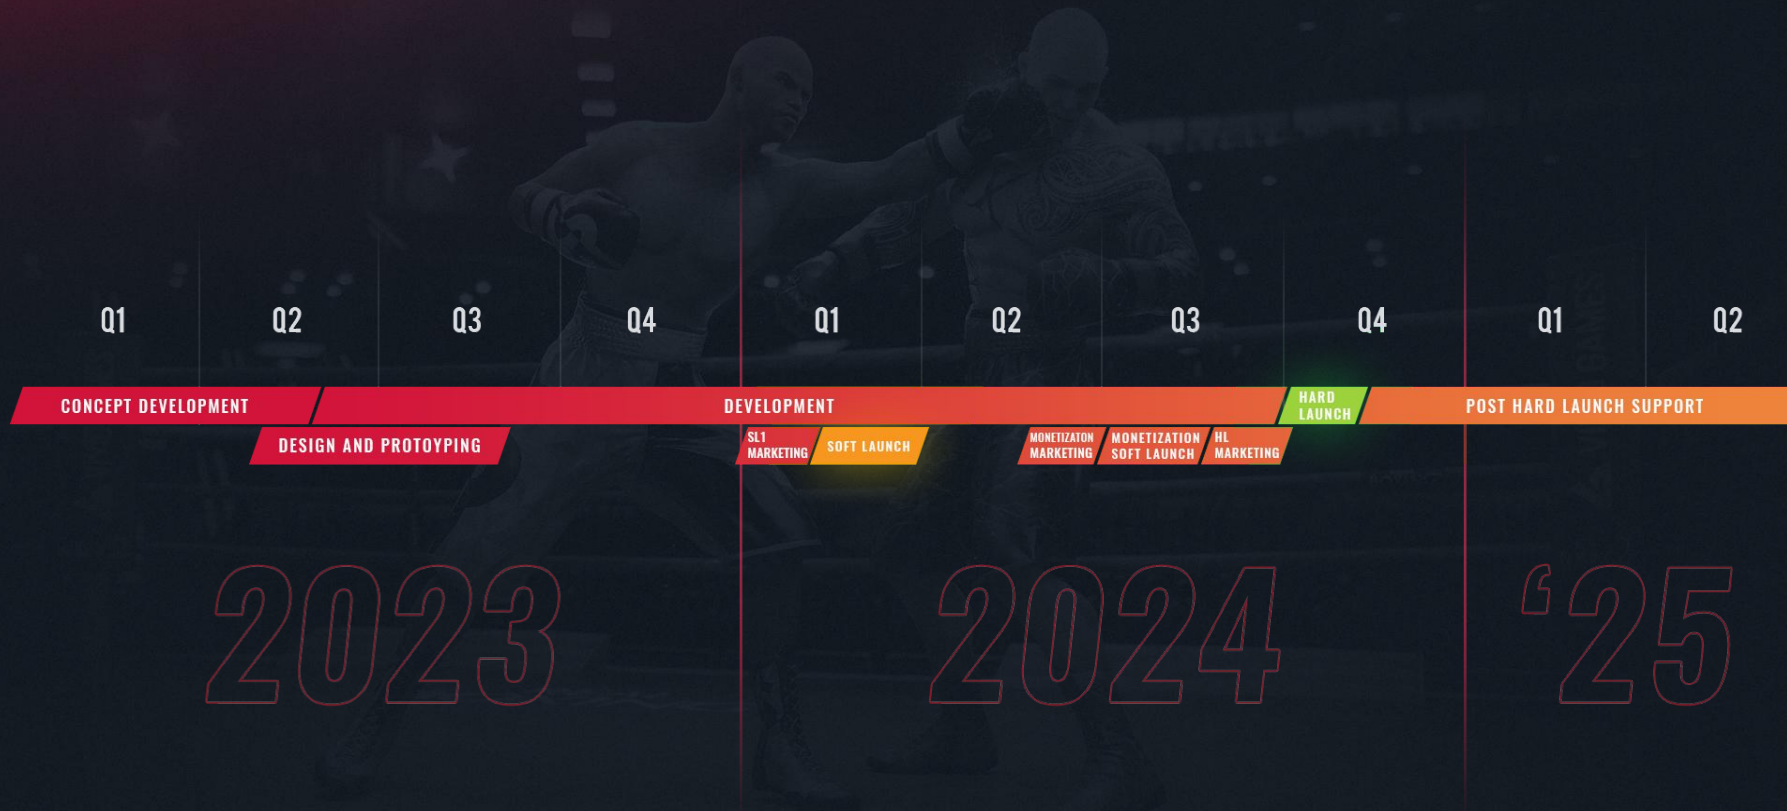 Q1
Q2
Q3
Q4
Q1
Q2
Q3
Q4
Q1
Q2
CONCEPT DEVELOPMENT
DEVELOPMENT
HARD
LAUNCH
POST HARD LAUNCH SUPPORT
DESIGN AND PROTOYPING
SL1
MARKETING
SOFT LAUNCH
MONETIZATON
MARKETING
MONETIZATION
SOFT LAUNCH
HL
MARKETING
2023
2024
‘25